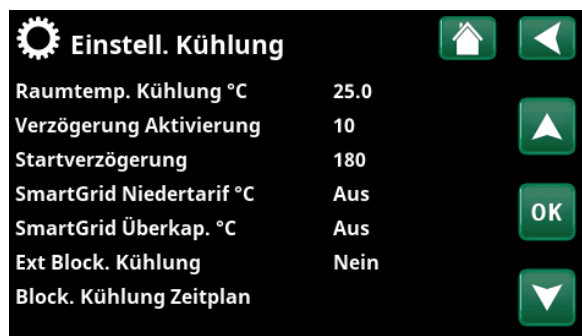 Einstell. Kühlung
Raumtemp. Kühlung °C 25.0
Verzögerung Aktivierung 10
Startverzögerung 180
SmartGrid Niedertarif °C Aus
SmartGrid Überkap. °C Aus
OK
Ext Block. Kühlung Nein
Block. Kühlung Zeitplan